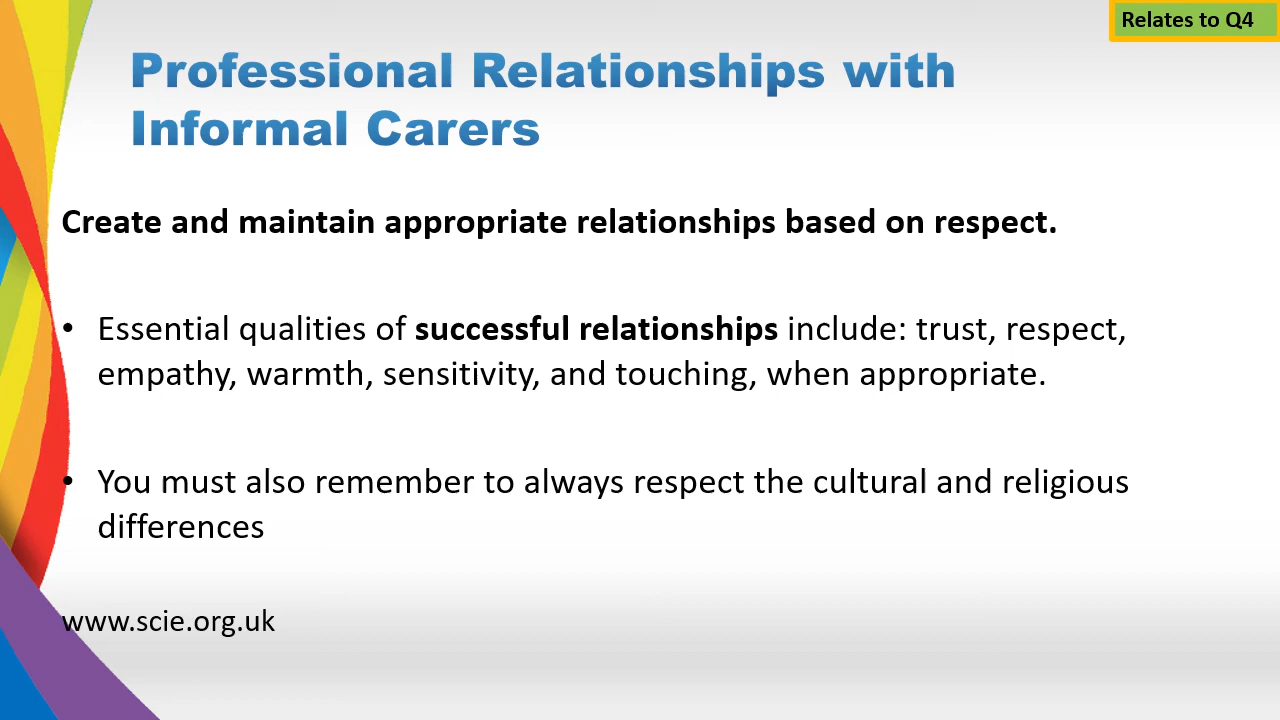 Relates to Q4
Professional Relationships with
Informal Carers
Create and maintain appropriate relationships based on respect.
• Essential qualities of successful relationships include: trust, respect,
empathy, warmth, sensitivity, and touching, when appropriate.
• You must also remember to always respect the cultural and religious
differences
www.scie.org.uk